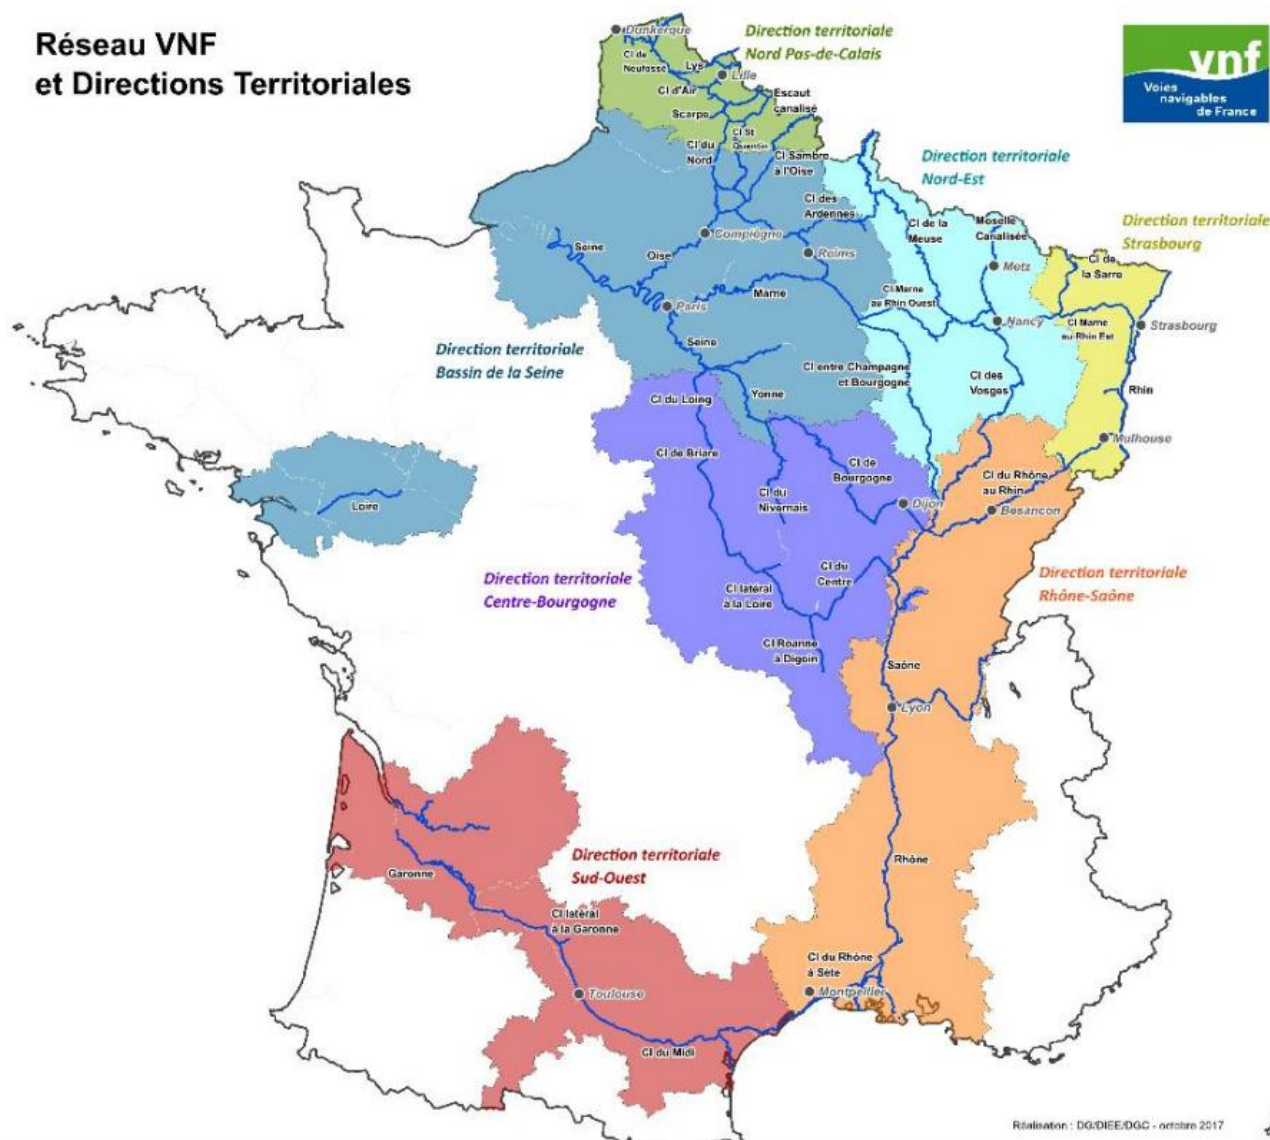 Réseau VNF
et Directions Territoriales
vnf
Voies
navigables
de France
Direction territoriale
Nord Pas-de-Calais
Dunkerque
Cl de
Neufossé
Lys
Lille
Cl d'Air
Escaut
canalisé
Scarpe
Cl St
Quentin
Cl du
Nord
Cl Sambre
à l'Oise
Direction territoriale
Nord-Est
Cl des
Ardennes
Cl de la
Meuse
Moselle
Canalisée
Direction territoriale
Strasbourg
Seine
Oise
Compiègne
Reims
Metz
Cl de
la Sarre
Marne
Cl Marne
au Rhin Ouest
Paris
Nancy
Cl Marne
au Rhin Est
Strasbourg
Seine
Direction territoriale
Bassin de la Seine
Cl entre Champagne
et Bourgogne
Cl des
Vosges
Rhin
Yonne
Cl du Loing
Mulhouse
Cl de Briare
Cl de
Bourgogne
Cl du Rhône
au Rhin
Cl du
Nivernais
Dijon
Besancon
Loire
Direction territoriale
Centre-Bourgogne
Cl du
Centre
Direction territoriale
Rhône-Saône
Cl latéral
à la Loire
Cl Roanne
à Digoin
Saône
Lyon
Direction territoriale
Sud-Ouest
Rhône
Garonne
Cl latéral
à la Garonne
Cl du Rhône
à Sète
Toulouse
Montpellier
Cl du Midi
Réalisation : DG/DIEE/DGC - octobre 2017